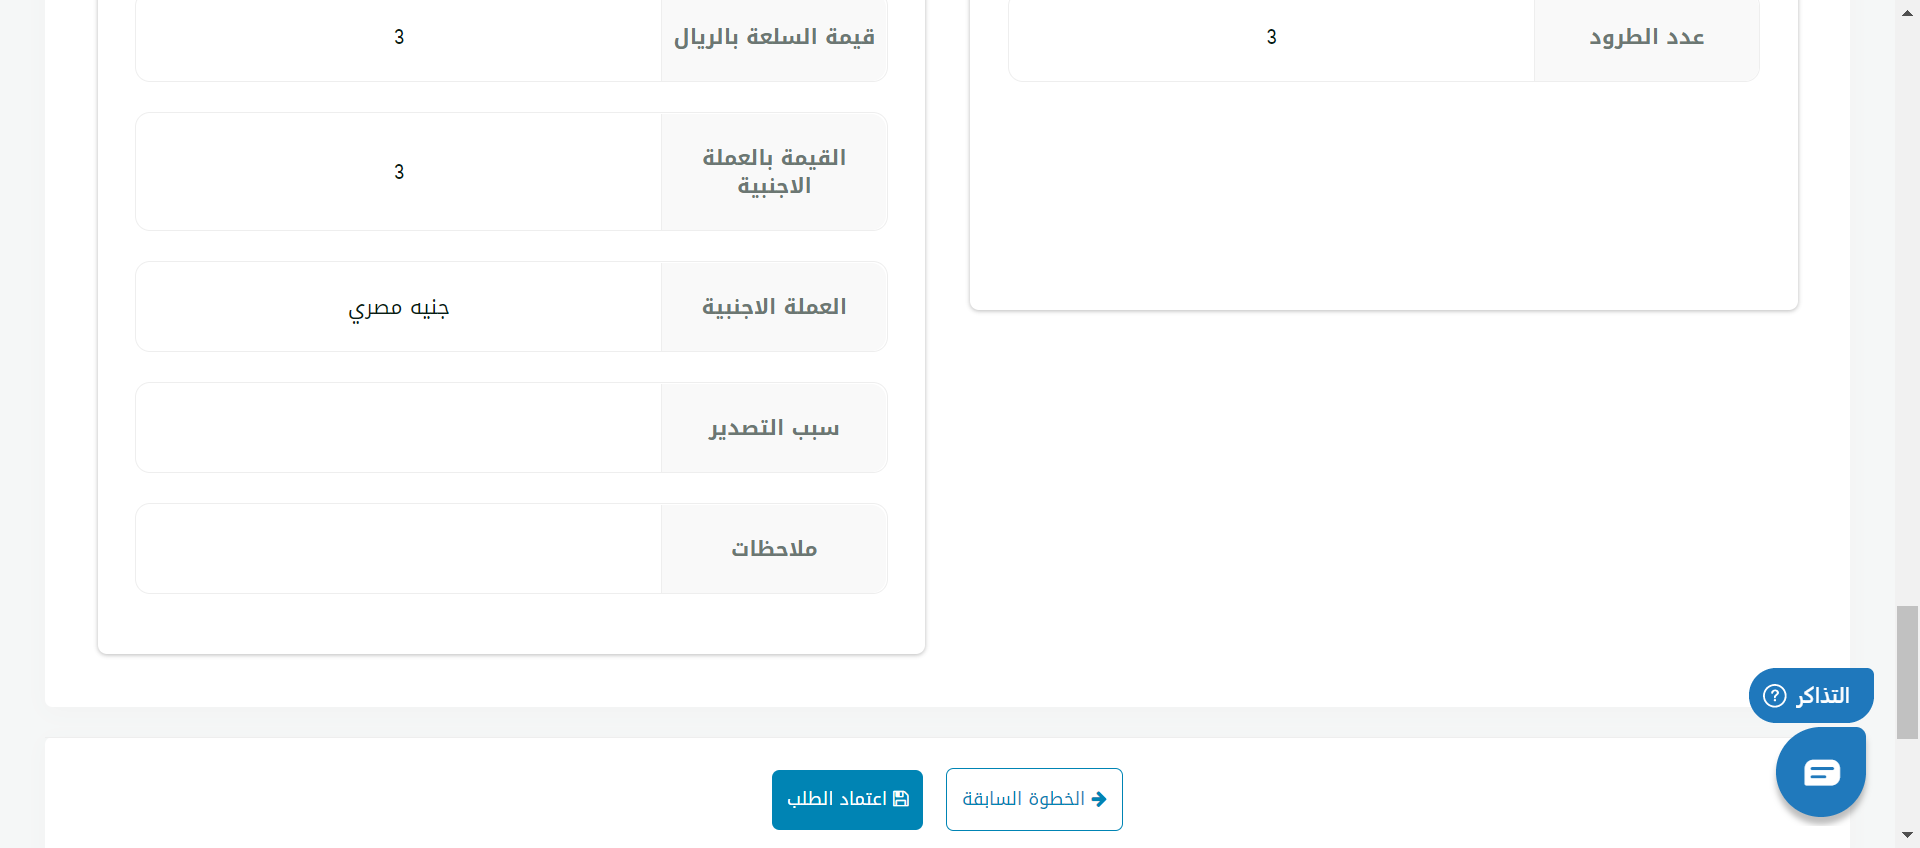 عدد الطرود
3
قيمة السلعة بالريال
3
القيمة بالعملة
الاجنبية
3
العملة الاجنبية
جنيه مصري
سبب التصدير
ملاحظات
التذاكر
الخطوة السابقة
اعتماد الطلب